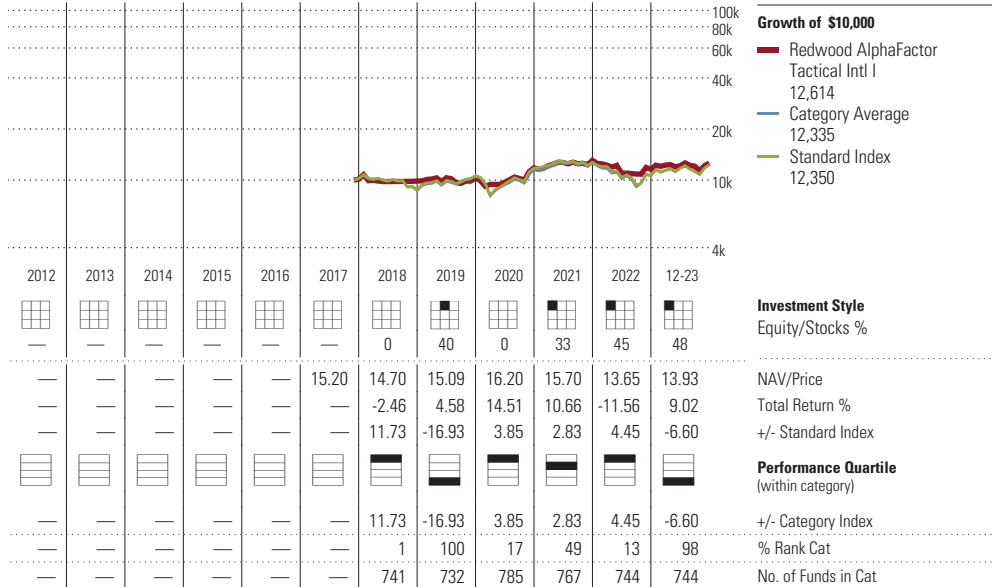 100k
80k
60k
40k
20k
10k
4k
Growth of $10,000
Redwood AlphaFactor
Tactical Intl I
12,614
Category Average
12,335
Standard Index
12,350
2012 2013 2014 2015 2016 2017 2018 2019 2020 2021 2022 12-23
Investment Style
— — — — — — 0 40 0 33 45 48 Equity/Stocks %
— — — — — 15.20 14.70 15.09 16.20 15.70 13.65 13.93 NAV/Price
— — — — — — -2.46 4.58 14.51 10.66 -11.56 9.02 Total Return %
— — — — — — 11.73 -16.93 3.85 2.83 4.45 -6.60 +/- Standard Index
Performance Quartile
(within category)
— — — — — — 11.73 -16.93 3.85 2.83 4.45 -6.60 +/- Category Index
— — — — — — 1 100 17 49 13 98 % Rank Cat
— — — — — — 741 732 785 767 744 744 No. of Funds in Cat